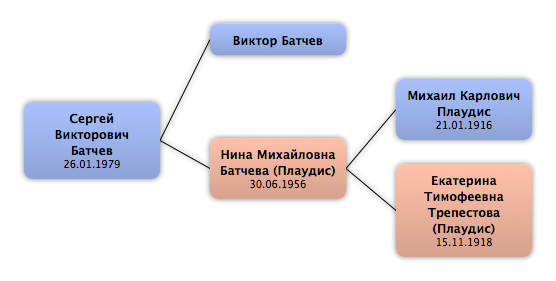 Виктор Батчев
Сергей
Викторович
Батчев
26.01.1979
Нина Михайловна
Батчева (Плаудис)
30.06.1956
Михаил Карлович
Плаудис
21.01.1916
Екатерина
Тимофеевна
Трепестова
(Плаудис)
15.11.1918